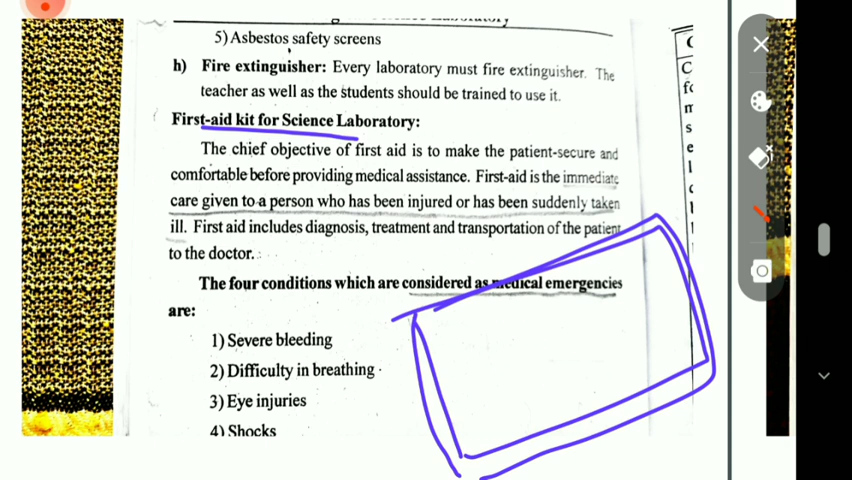 5) Asbestos safety screens
h) Fire extinguisher: Every laboratory must fire extinguisher. The
teacher as well as the students should be trained to use it.
First-aid kit for Science Laboratory:
The chief objective of first aid is to make the patient-secure and
comfortable before providing medical assistance. First-aid is the immediate
care given to a person who has been injured or has been suddenly taken
ill. First aid includes diagnosis, treatment and transportation of the patient
to the doctor.
The four conditions which are considered as medical emergencies
are:
1) Severe bleeding
2) Difficulty in breathing
3) Eye injuries
4) Shocks